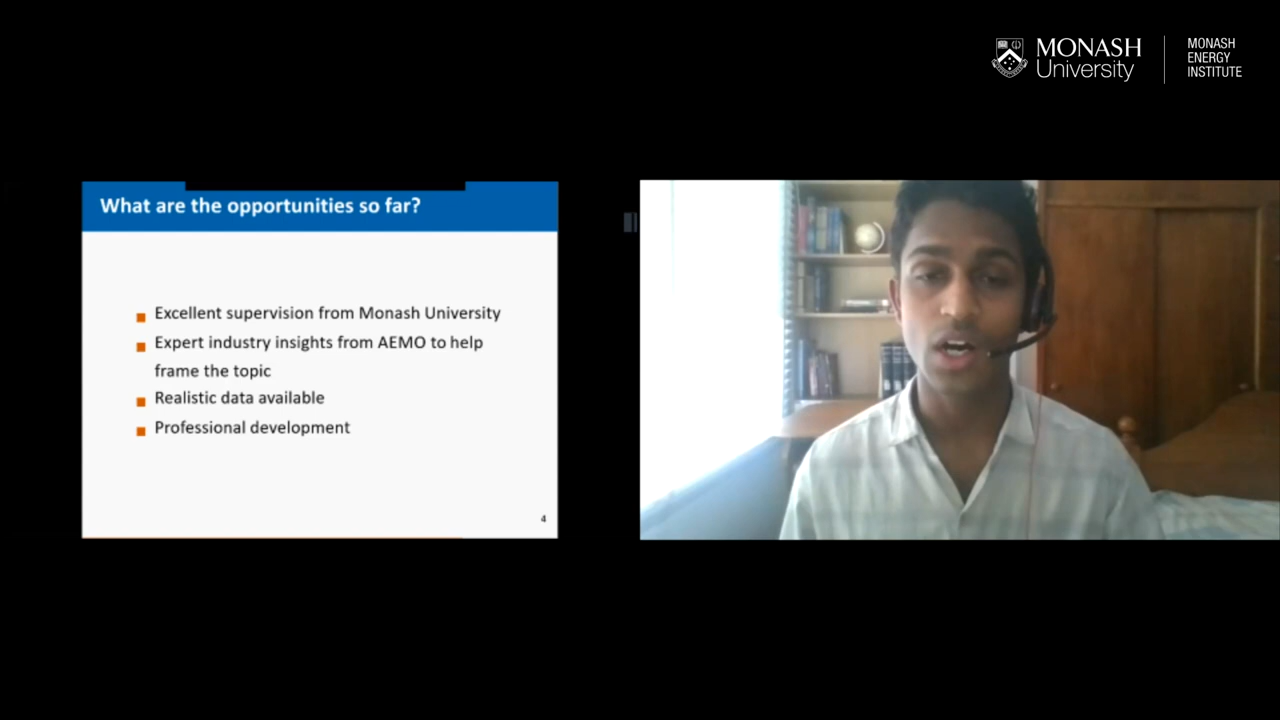 MONASH
University
MONASH
ENERGY
INSTITUTE
What are the opportunities so far?
Excellent supervision from Monash University
Expert industry insights from AEMO to help
frame the topic
Realistic data available
Professional development
4